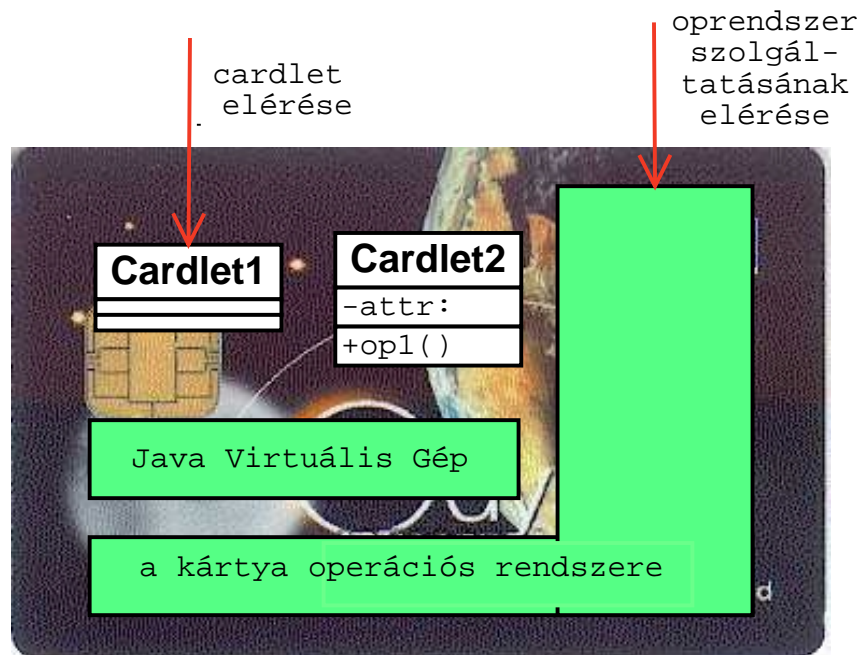 oprendszer
szolgál-
tatásának
elérése
cardlet
elérése
Cardlet1
Cardlet2
-attr:
+op1()
Java Virtuális Gép
a kártya operációs rendszere
d